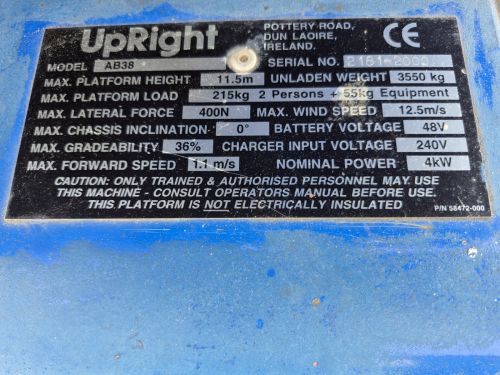 UpRight
POTTERY ROAD,
DUN LAOIRE,
IRELAND.
CE
MODEL AB38 SERIAL NO. 2161-2000
MAX. PLATFORM HEIGHT 11.5m UNLADEN WEIGHT 3550 kg
MAX. PLATFORM LOAD 215kg 2 Persons + 55kg Equipment
MAX. LATERAL FORCE 400N MAX. WIND SPEED 12.5m/s
MAX. CHASSIS INCLINATION 0° BATTERY VOLTAGE 48V
MAX. GRADEABILITY 36% CHARGER INPUT VOLTAGE 240V
MAX. FORWARD SPEED 1.1 m/s NOMINAL POWER 4kW
CAUTION: ONLY TRAINED & AUTHORISED PERSONNEL MAY USE
THIS MACHINE - CONSULT OPERATORS MANUAL BEFORE USE.
THIS PLATFORM IS NOT ELECTRICALLY INSULATED
P/N 58472-000